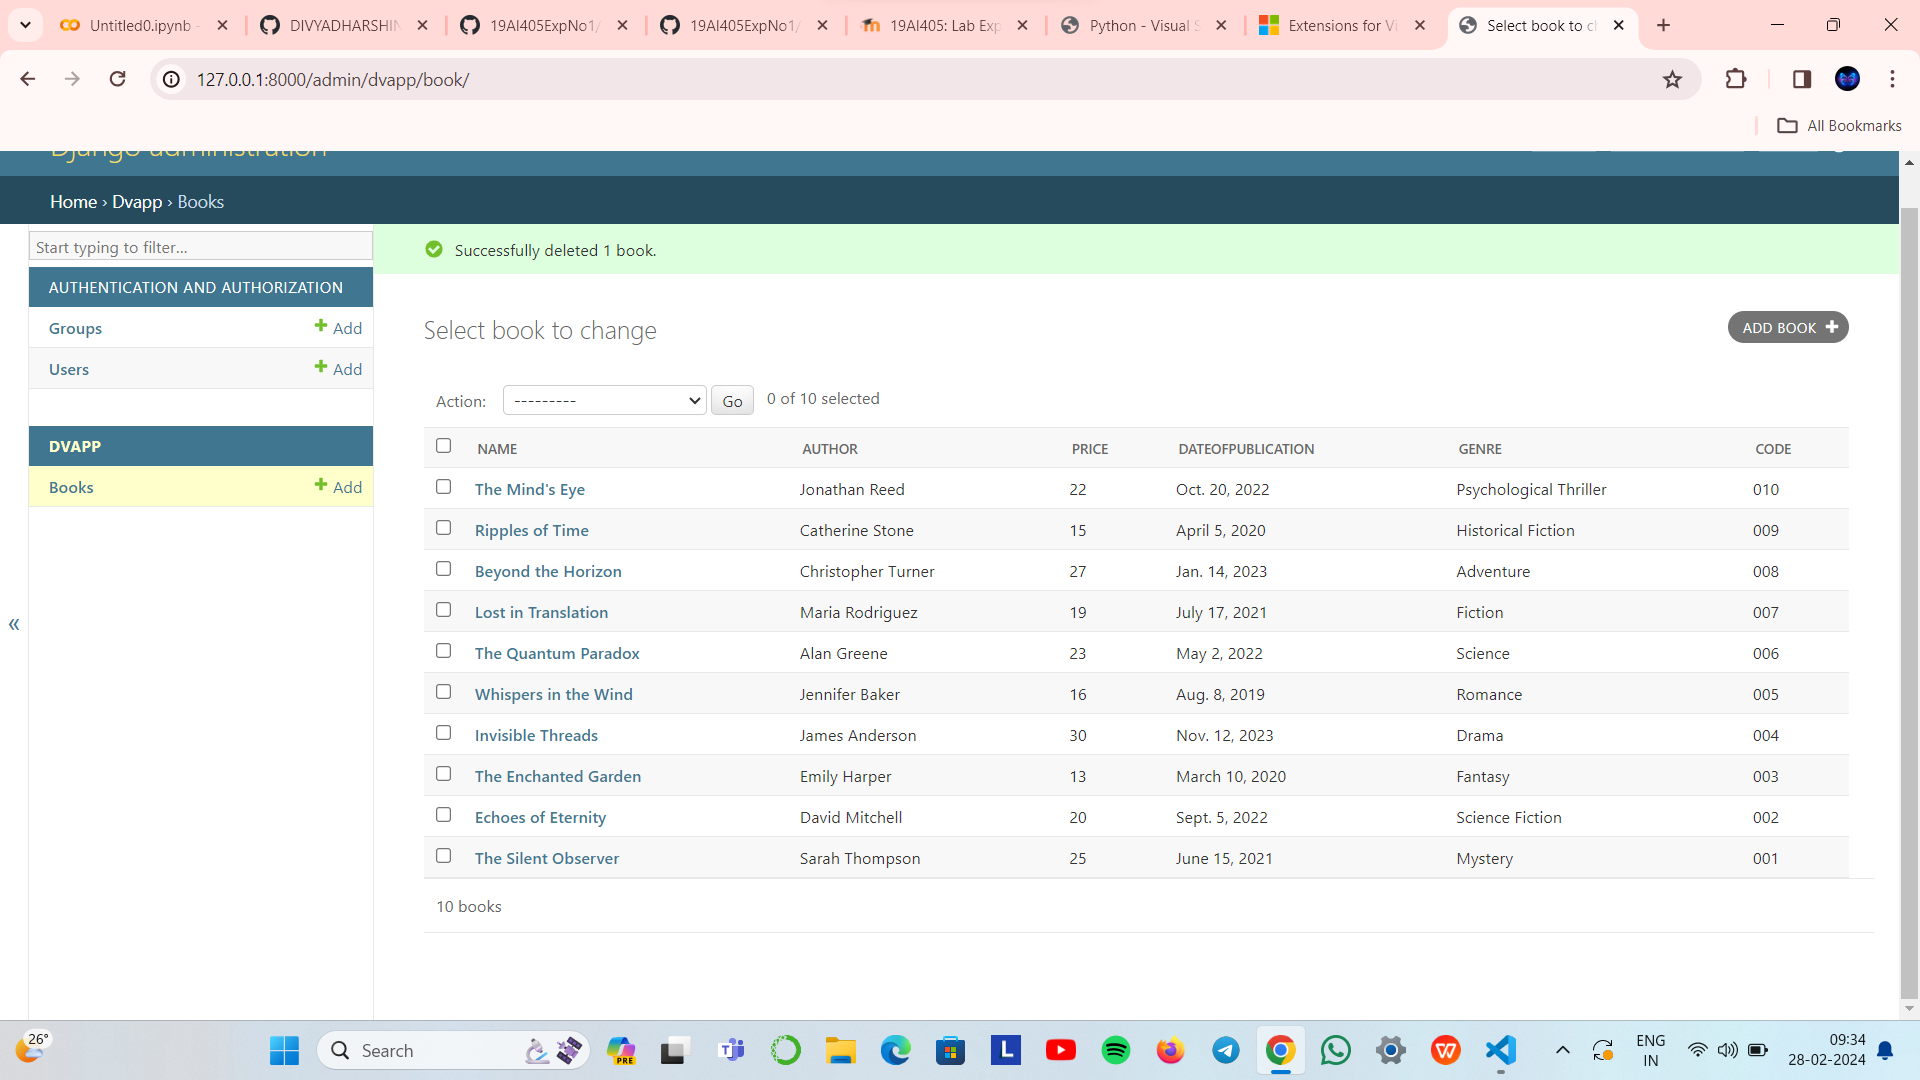 Untitled0.ipynb -
DIVYADHARSHIN
19AI405ExpNo1/
19AI405ExpNo1/
19AI405: Lab Exp
Python - Visual S
Extensions for Vi
Select book to c
127.0.0.1:8000/admin/dvapp/book/
All Bookmarks
Django administration
Home › Dvapp › Books
Start typing to filter...
Successfully deleted 1 book.
AUTHENTICATION AND AUTHORIZATION
Groups Add
Users Add
DVAPP
Books Add
«
Select book to change
ADD BOOK
Action: --------- Go 0 of 10 selected
NAME AUTHOR PRICE DATEOFPUBLICATION GENRE CODE
The Mind's Eye Jonathan Reed 22 Oct. 20, 2022 Psychological Thriller 010
Ripples of Time Catherine Stone 15 April 5, 2020 Historical Fiction 009
Beyond the Horizon Christopher Turner 27 Jan. 14, 2023 Adventure 008
Lost in Translation Maria Rodriguez 19 July 17, 2021 Fiction 007
The Quantum Paradox Alan Greene 23 May 2, 2022 Science 006
Whispers in the Wind Jennifer Baker 16 Aug. 8, 2019 Romance 005
Invisible Threads James Anderson 30 Nov. 12, 2023 Drama 004
The Enchanted Garden Emily Harper 13 March 10, 2020 Fantasy 003
Echoes of Eternity David Mitchell 20 Sept. 5, 2022 Science Fiction 002
The Silent Observer Sarah Thompson 25 June 15, 2021 Mystery 001
10 books
26°
Search
PRE
L
W
ENG
IN
09:34
28-02-2024